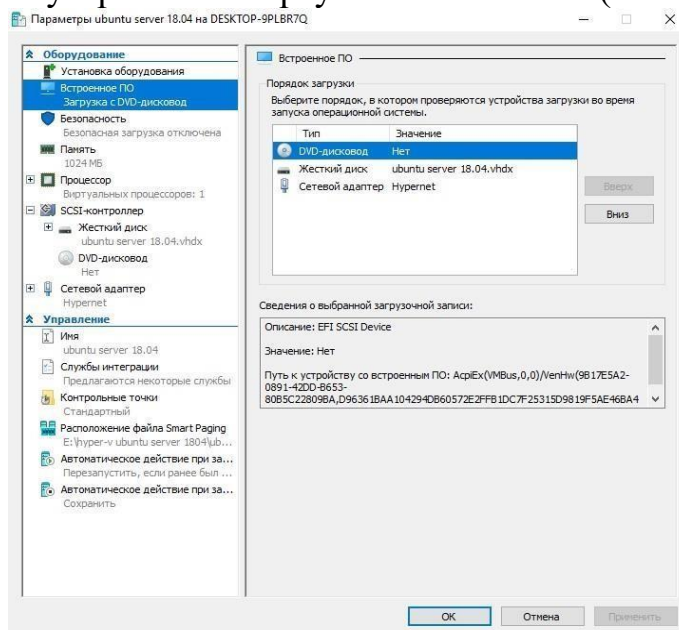 Параметры ubuntu server 18.04 на DESKTOP-9PLBR7Q
Оборудование
Установка оборудования
Встроенное ПО
Загрузка с DVD-дисковод
Безопасность
Безопасная загрузка отключена
Память
1024 МБ
Процессор
Виртуальных процессоров: 1
SCSI-контроллер
Жесткий диск
ubuntu server 18.04.vhdx
DVD-дисковод
Нет
Сетевой адаптер
Hypernet
Управление
Имя
ubuntu server 18.04
Службы интеграции
Предлагаются некоторые службы
Контрольные точки
Стандартный
Расположение файла Smart Paging
E:\hyper-v ubuntu server 1804\ub...
Автоматическое действие при за...
Перезапустить, если ранее был ...
Автоматическое действие при за...
Сохранить
Встроенное ПО
Порядок загрузки
Выберите порядок, в котором проверяются устройства загрузки во время
запуска операционной системы.
Тип Значение
DVD-дисковод Нет
Жесткий диск ubuntu server 18.04.vhdx
Сетевой адаптер Hypernet
Вверх
Вниз
Сведения о выбранной загрузочной записи:
Описание: EFI SCSI Device
Значение: Нет
Путь к устройству со встроенным ПО: AcpiEx(VMBus,0,0)/VenHw(9B17E5A2-
0891-42DD-B653-
80B5C22809BA,D96361BAA104294DB60572E2FFB1DC7F25315D9819F5AE46BA4
ОК Отмена Применить